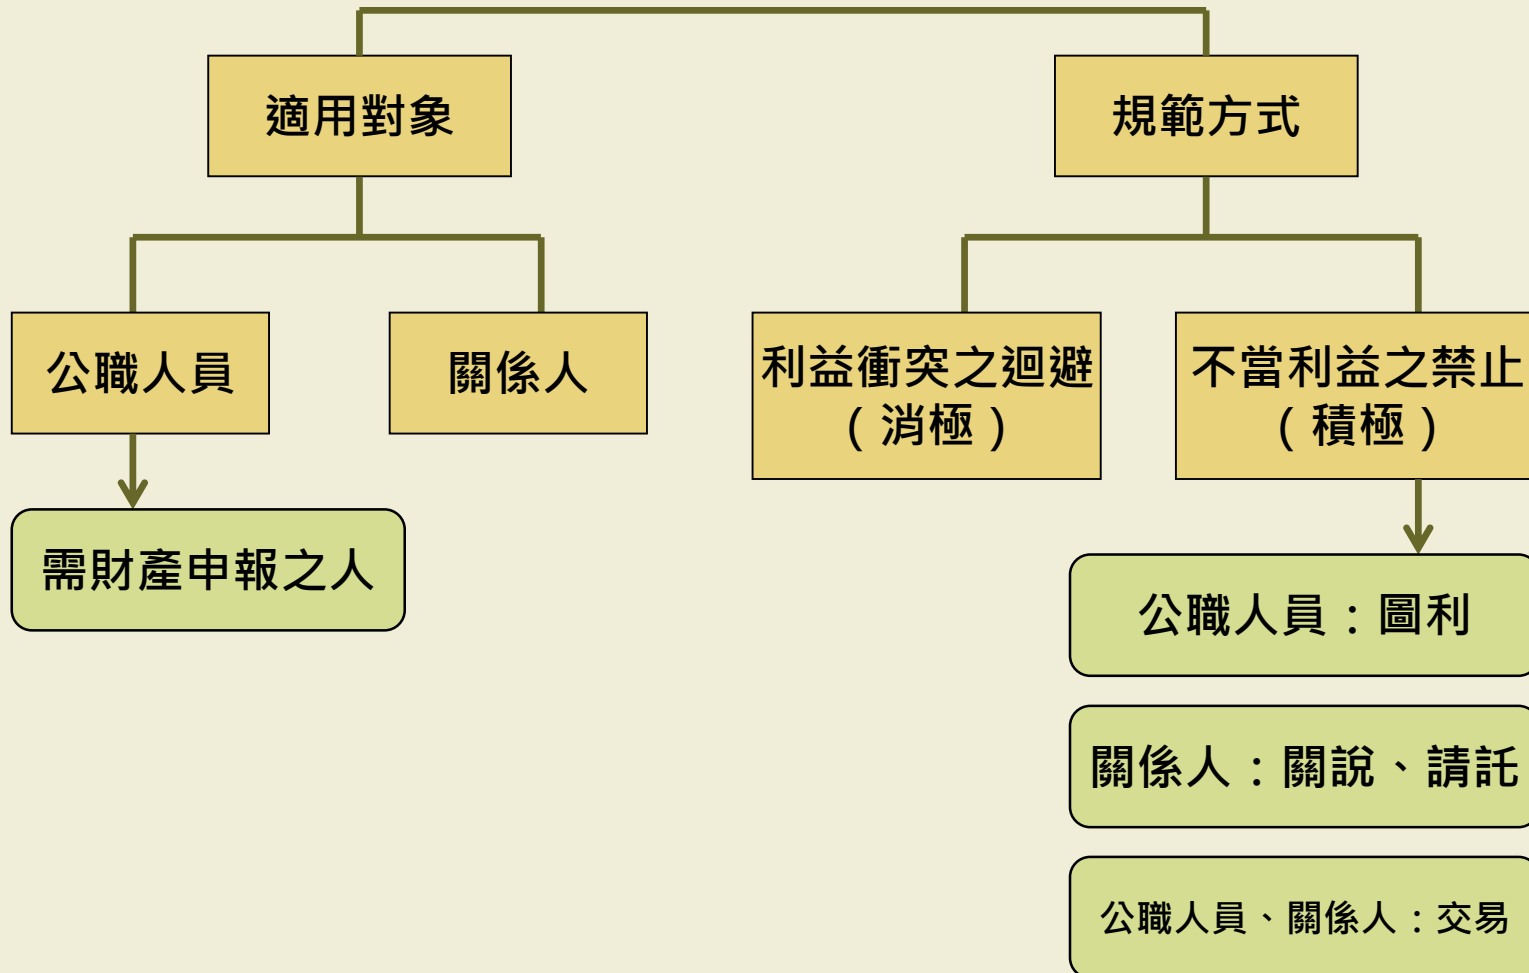 適用對象
規範方式
公職人員
關係人
利益衝突之迴避
（消極）
不當利益之禁止
（積極）
需財產申報之人
公職人員：圖利
關係人：關說、請託
公職人員、關係人：交易